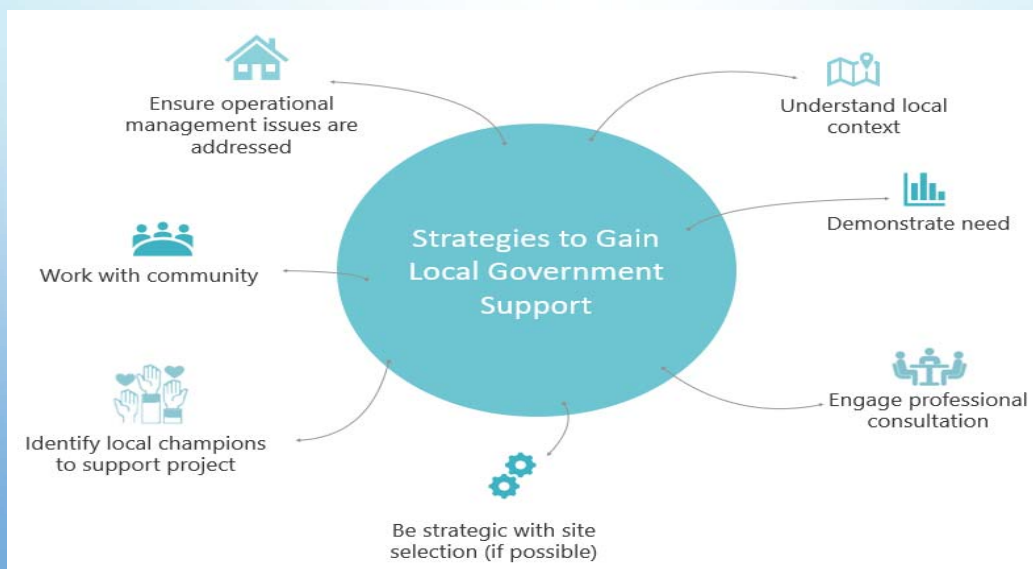 Strategies to Gain
Local Government
Support
Understand local
context
Demonstrate need
Engage professional
consultation
Be strategic with site
selection (if possible)
Identify local champions
to support project
Work with community
Ensure operational
management issues are
addressed